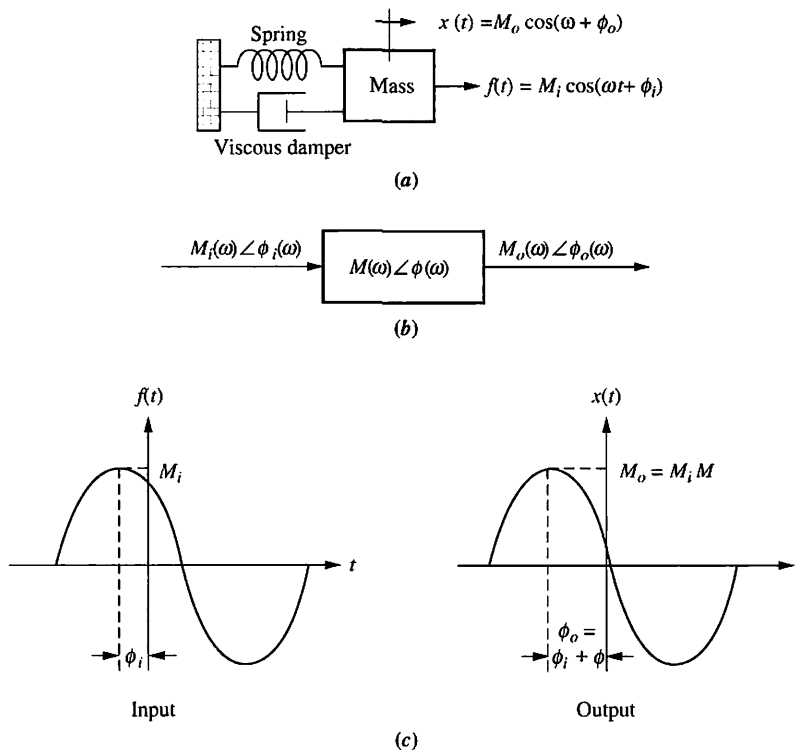 x (t) =M_o cos(ω + ϕ_o)
Spring
Mass
f(t) = M_i cos(ωt+ ϕ_i)
Viscous damper
(a)
M_i(ω)∠ϕ_i(ω)
M(ω)∠ϕ(ω)
M_o(ω)∠ϕ_o(ω)
(b)
f(t)
x(t)
M_i
M_o = M_i M
t
ϕ_i
ϕ_o =
ϕ_i + ϕ
Input
Output
(c)